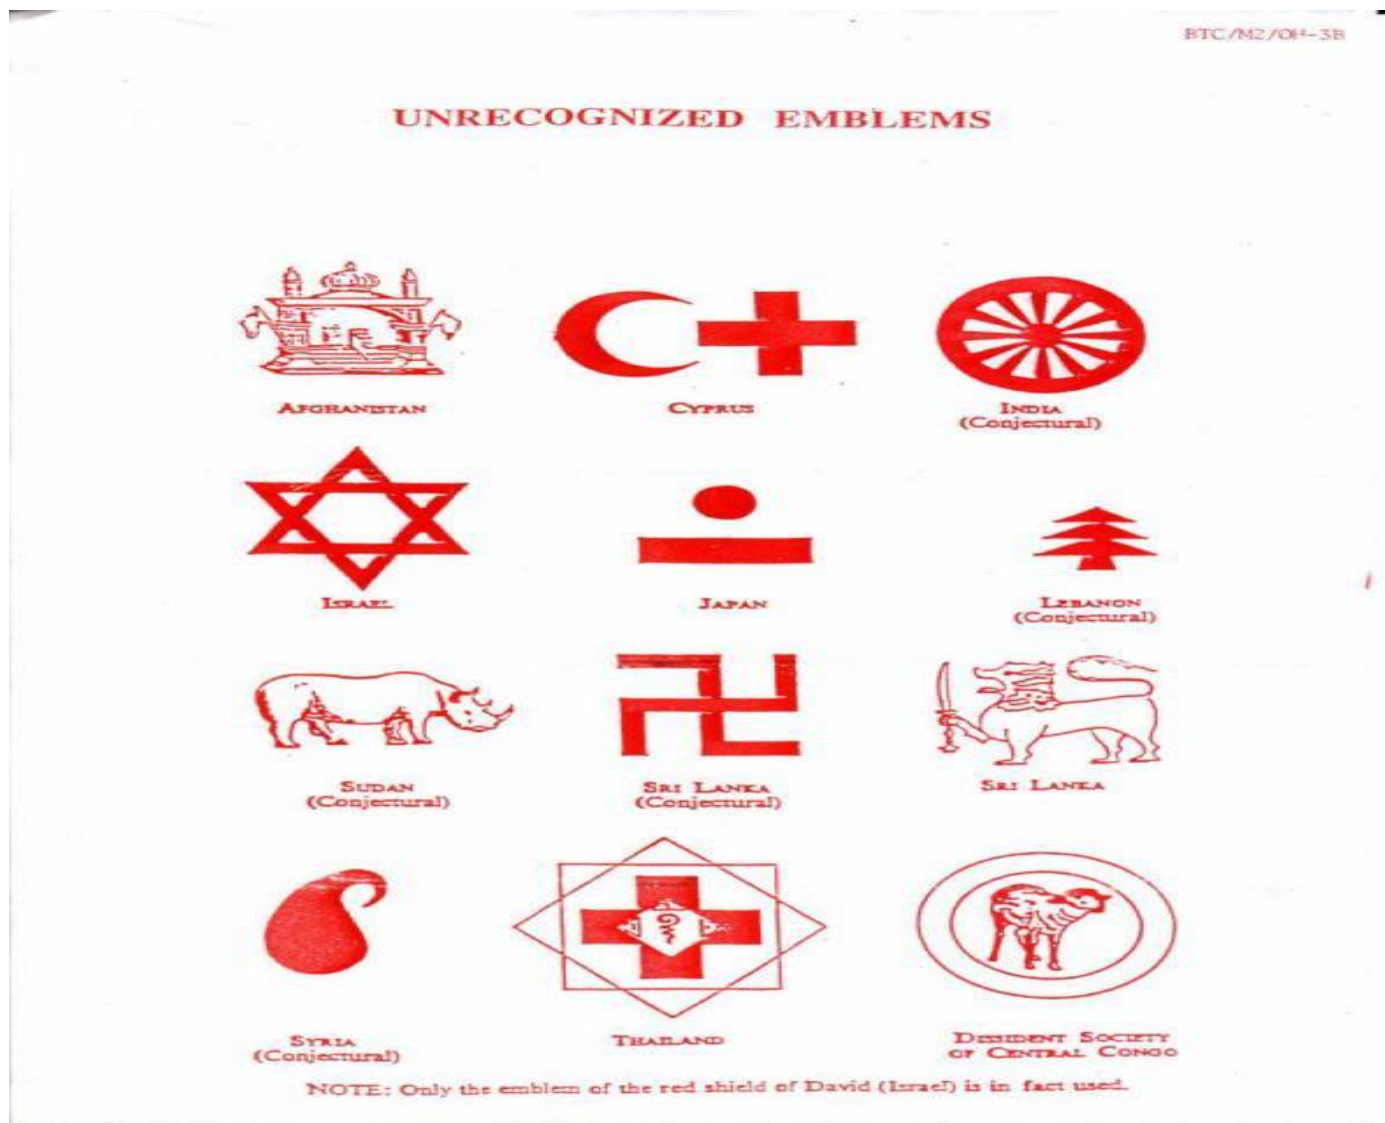 BTC/M2/OH-3B
UNRECOGNIZED EMBLEMS
AFGHANISTAN
CYPRUS
INDIA
(Conjectural)
ISRAEL
JAPAN
LEBANON
(Conjectural)
SUDAN
(Conjectural)
SRI LANKA
(Conjectural)
SRI LANKA
SYRIA
(Conjectural)
THAILAND
DISSIDENT SOCIETY
OF CENTRAL CONGO
NOTE: Only the emblem of the red shield of David (Israel) is in fact used.